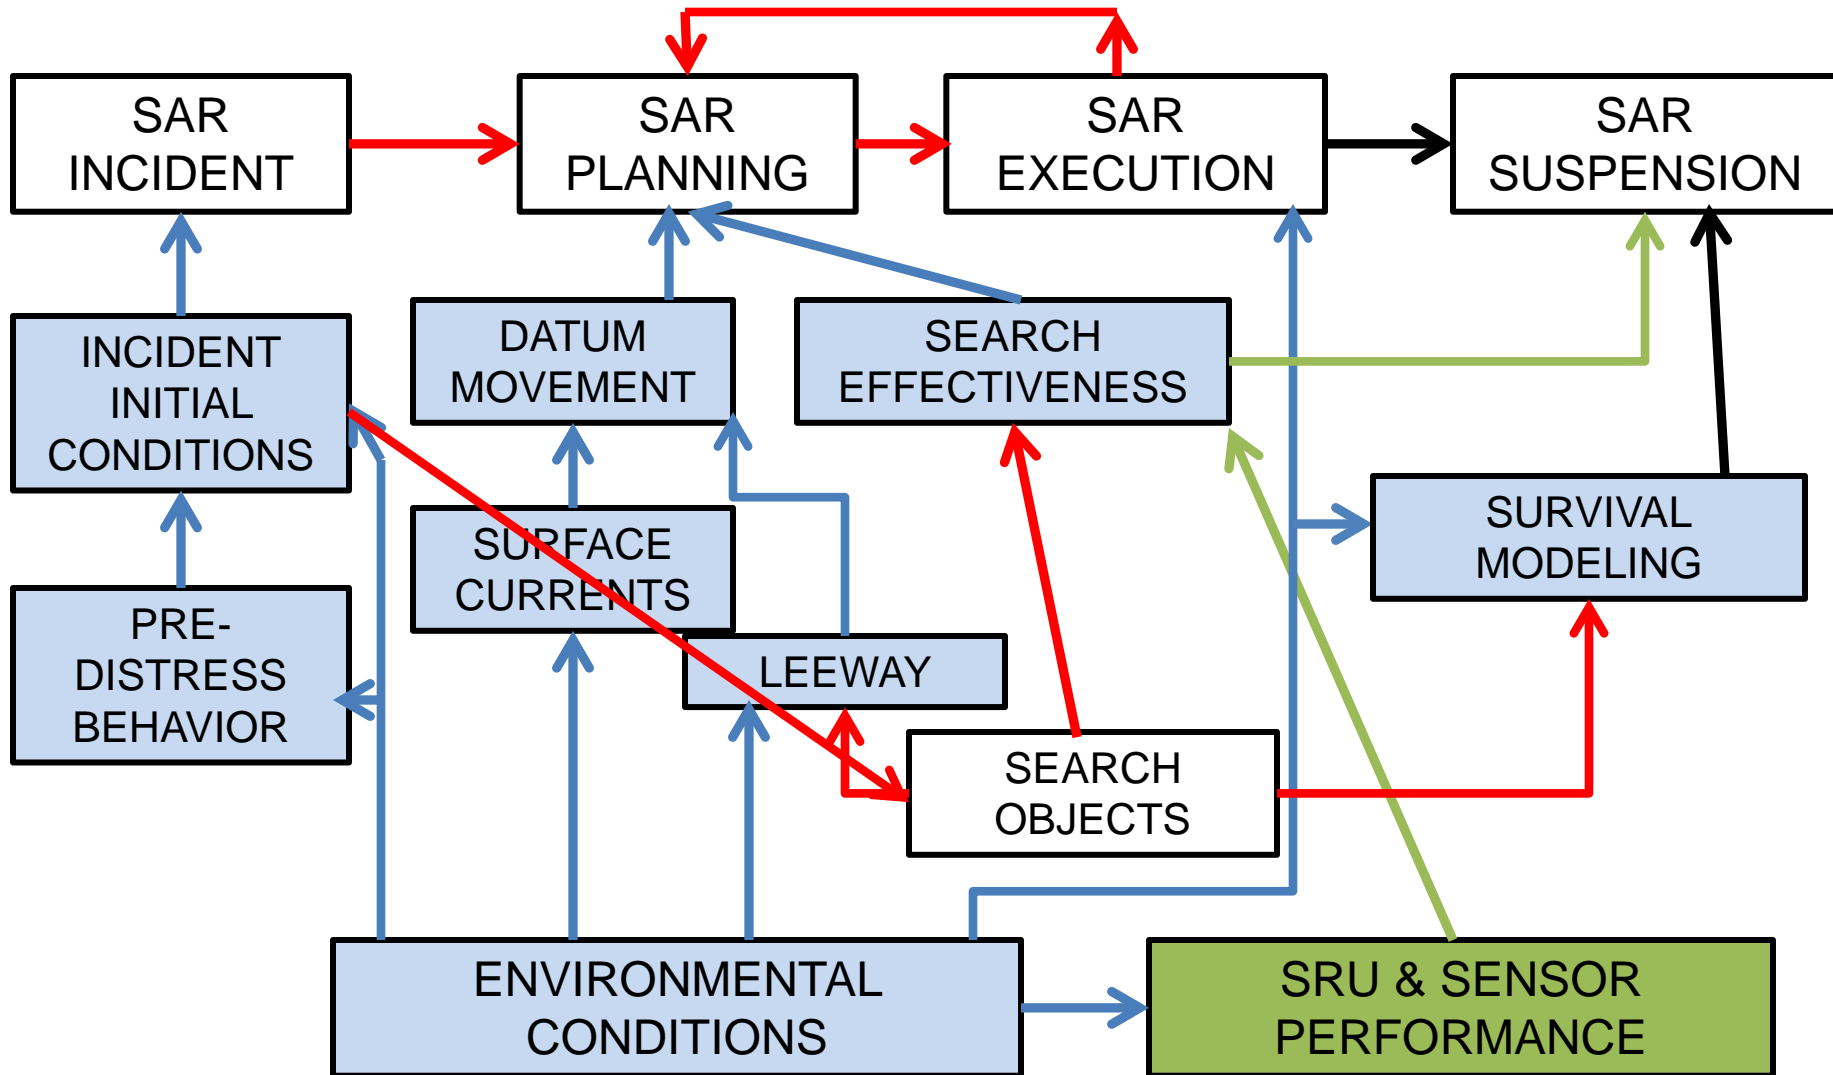 SAR
INCIDENT
SAR
PLANNING
SAR
EXECUTION
SAR
SUSPENSION
INCIDENT
INITIAL
CONDITIONS
DATUM
MOVEMENT
SEARCH
EFFECTIVENESS
SURFACE
CURRENTS
SURVIVAL
MODELING
PRE-
DISTRESS
BEHAVIOR
LEEWAY
SEARCH
OBJECTS
ENVIRONMENTAL
CONDITIONS
SRU & SENSOR
PERFORMANCE